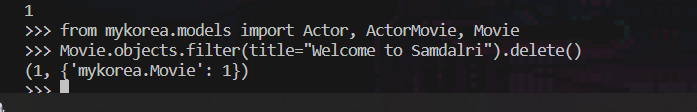 1
>>> from mykorea.models import Actor, ActorMovie, Movie
>>> Movie.objects.filter(title="Welcome to Samdalri").delete()
(1, {'mykorea.Movie': 1})
>>>